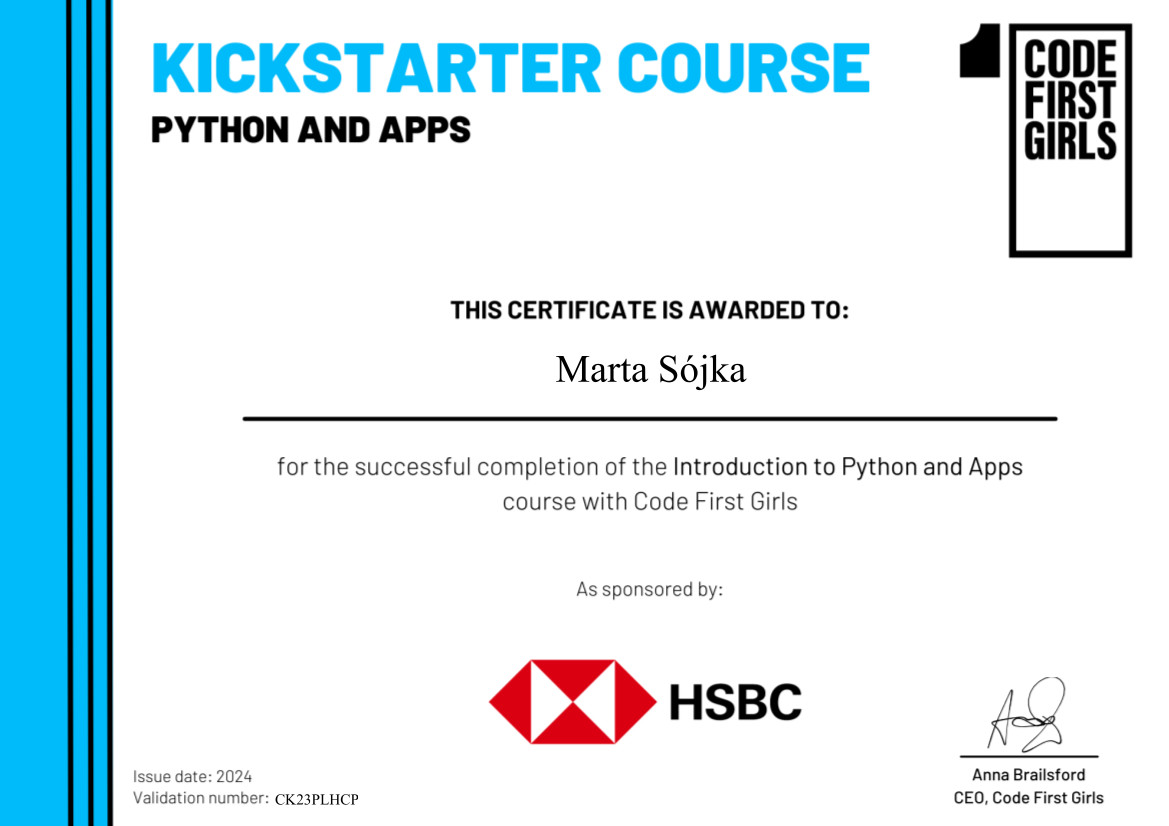 KICKSTARTER COURSE
PYTHON AND APPS
CODE
FIRST
GIRLS
THIS CERTIFICATE IS AWARDED TO:
Marta Sójka
for the successful completion of the Introduction to Python and Apps
course with Code First Girls
As sponsored by:
HSBC
Issue date: 2024
Validation number: CK23PLHCP
Anna Brailsford
CEO, Code First Girls